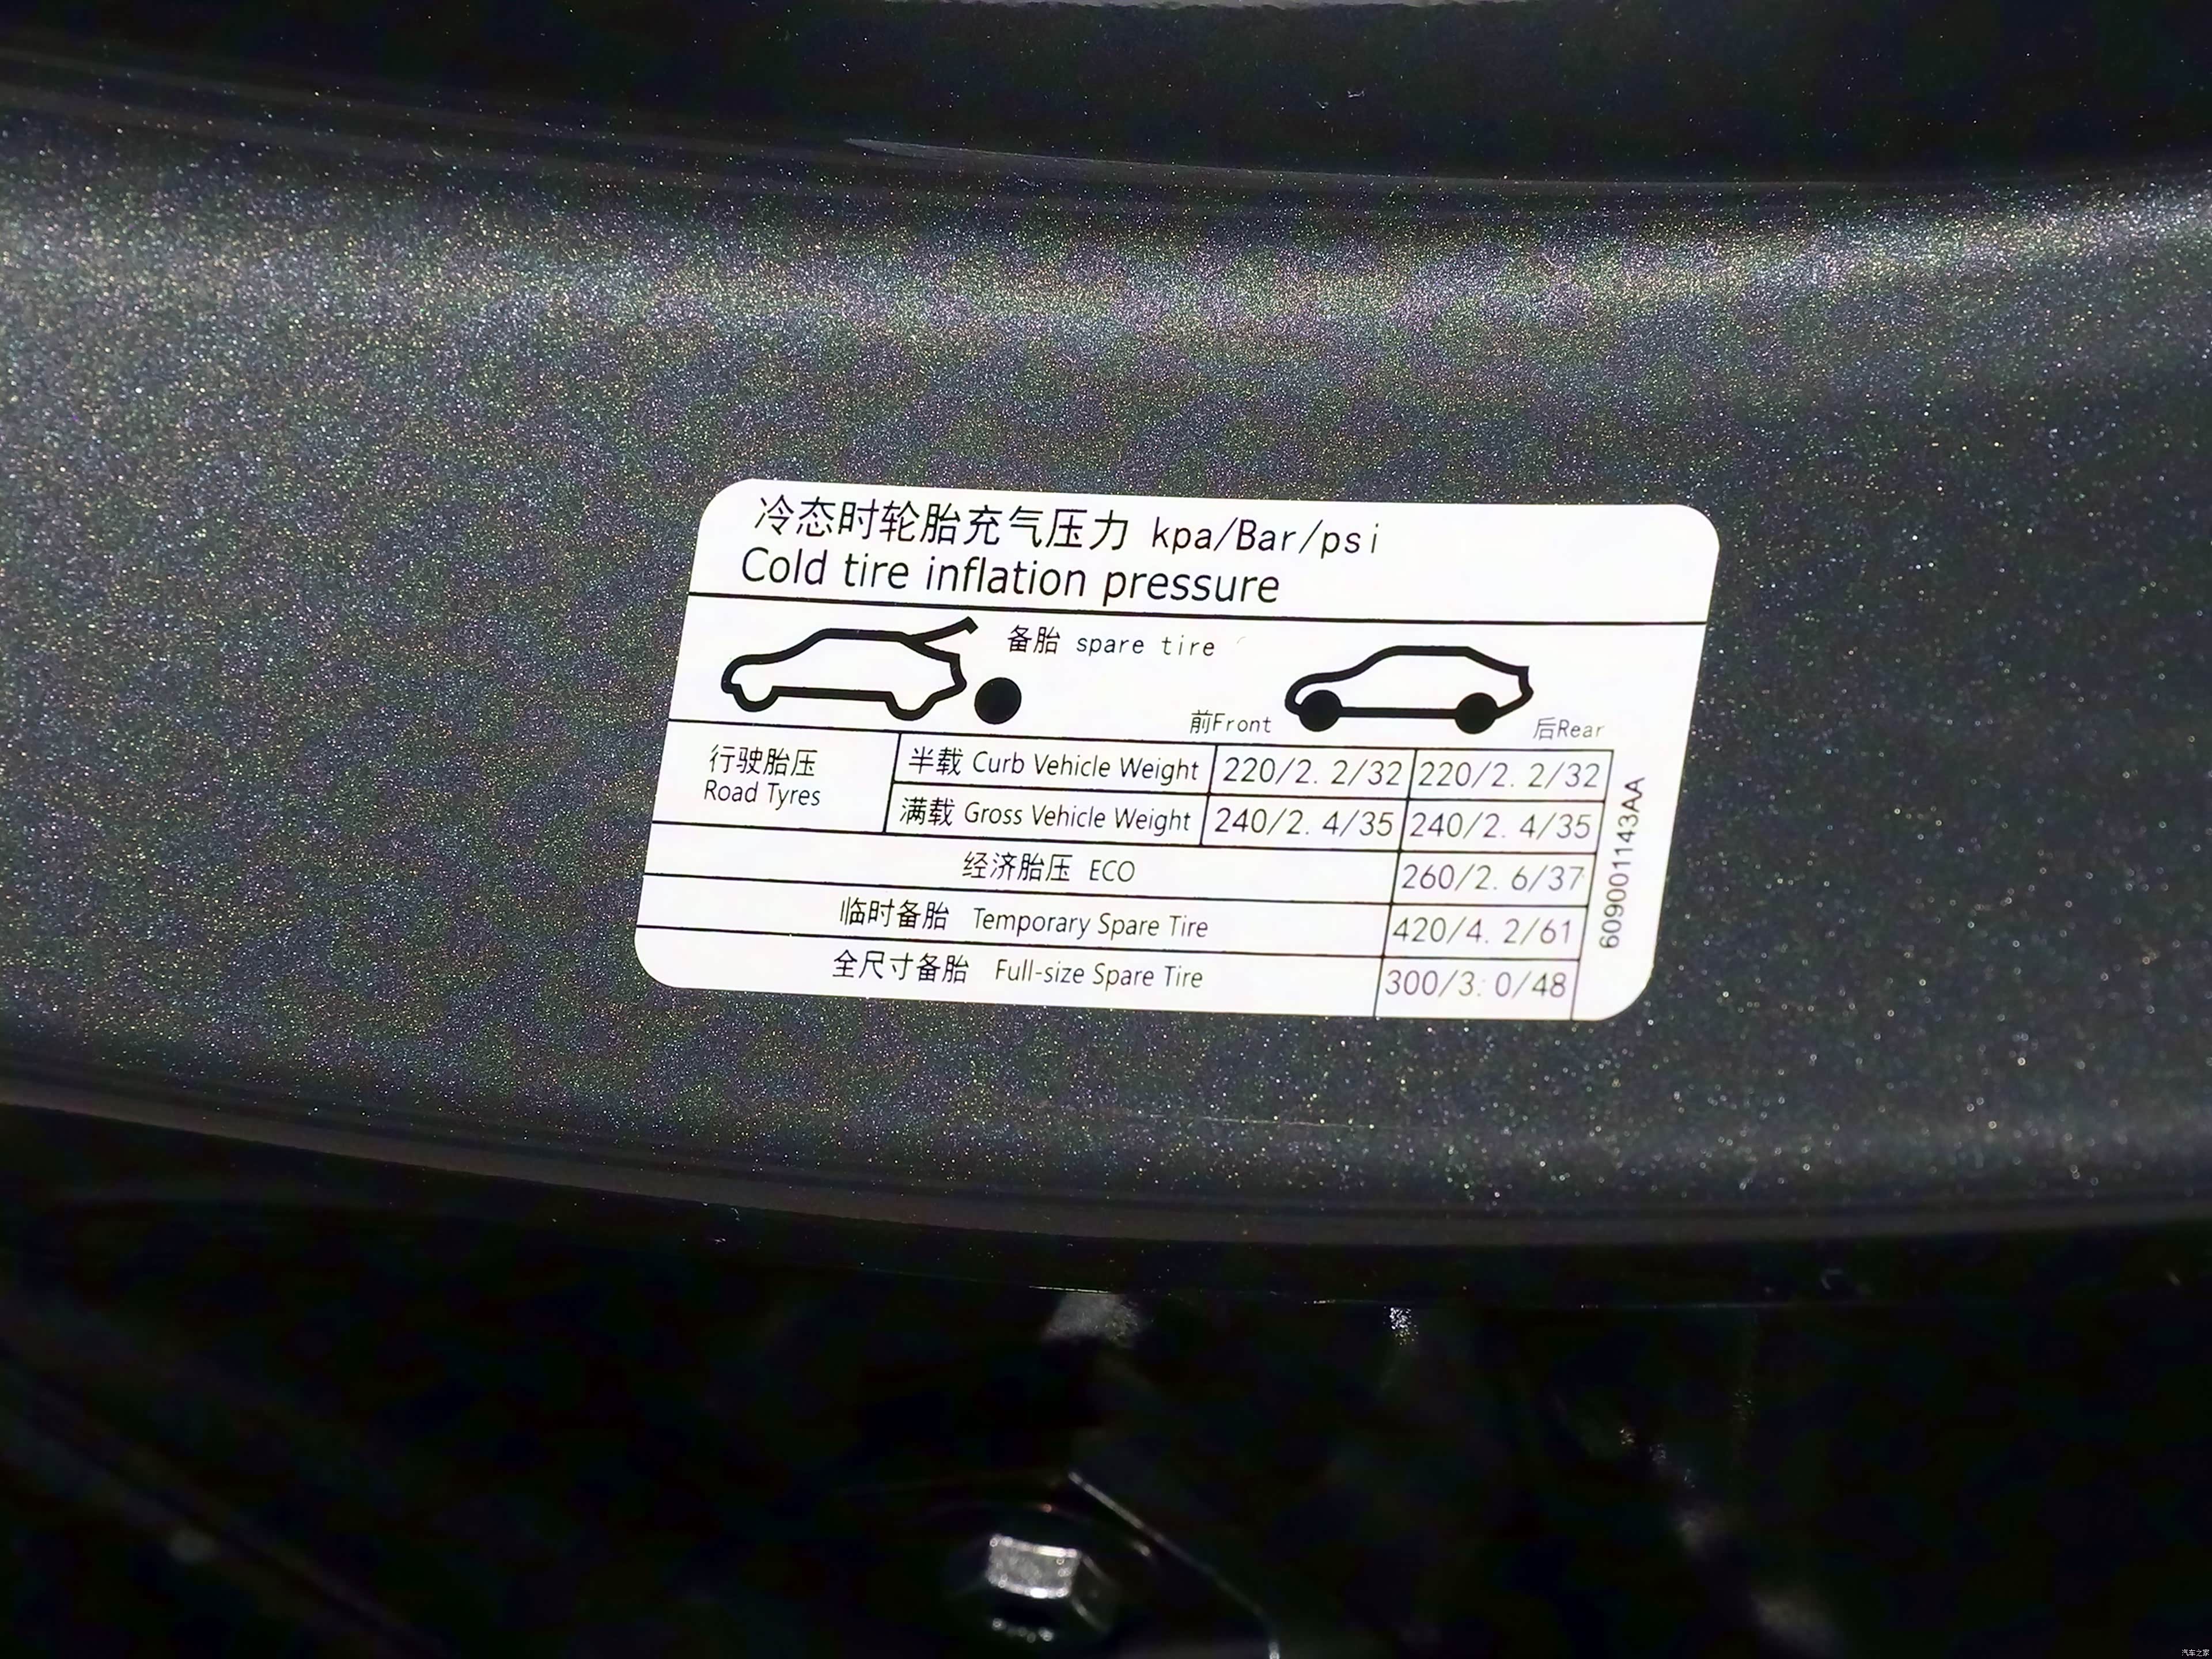 冷态时轮胎充气压力 kpa/Bar/psi
Cold tire inflation pressure
备胎 spare tire
前Front
后Rear
行驶胎压
Road Tyres
半载 Curb Vehicle Weight 220/2. 2/32 220/2. 2/32
满载 Gross Vehicle Weight 240/2. 4/35 240/2. 4/35
经济胎压 ECO 260/2. 6/37
临时备胎 Temporary Spare Tire 420/4. 2/61
全尺寸备胎 Full-size Spare Tire 300/3. 0/48
609001143AA
汽车之家